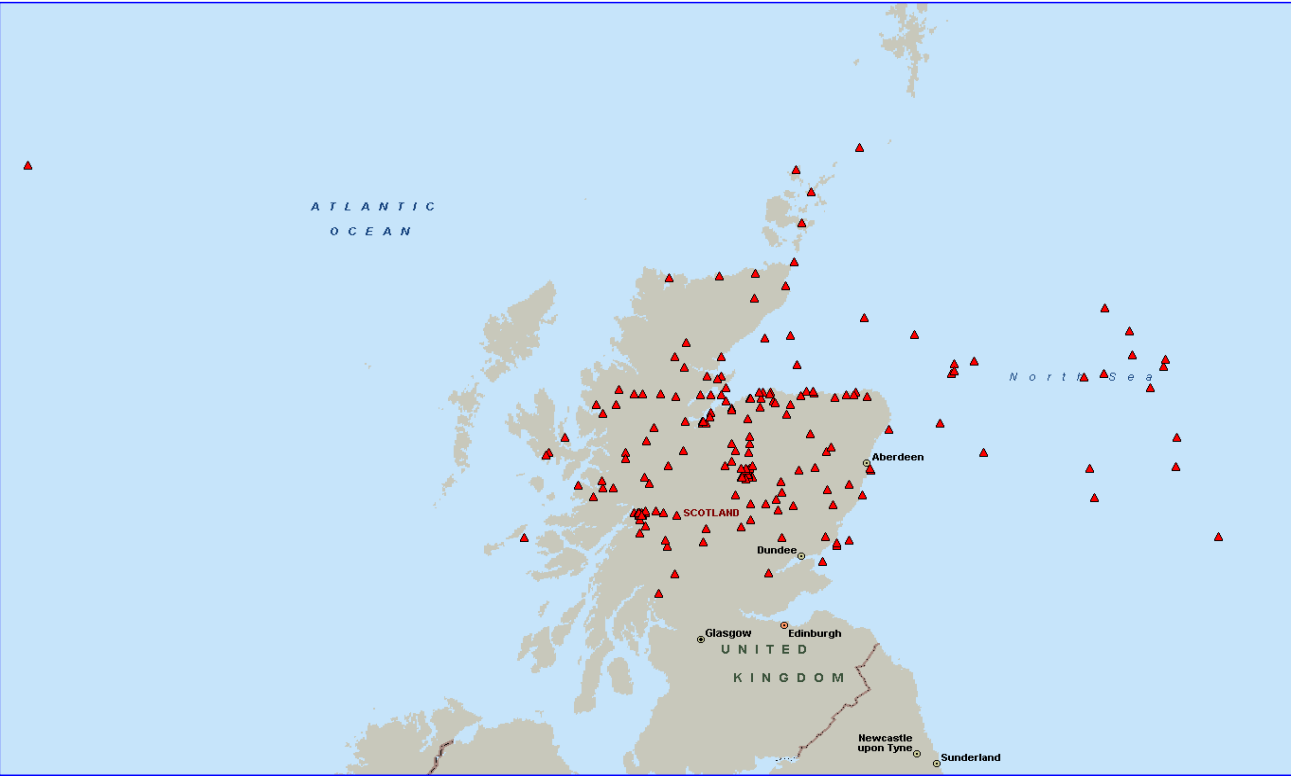 ATLANTIC
OCEAN
North Sea
Aberdeen
SCOTLAND
Dundee
Glasgow
Edinburgh
UNITED
KINGDOM
Newcastle
upon Tyne
Sunderland